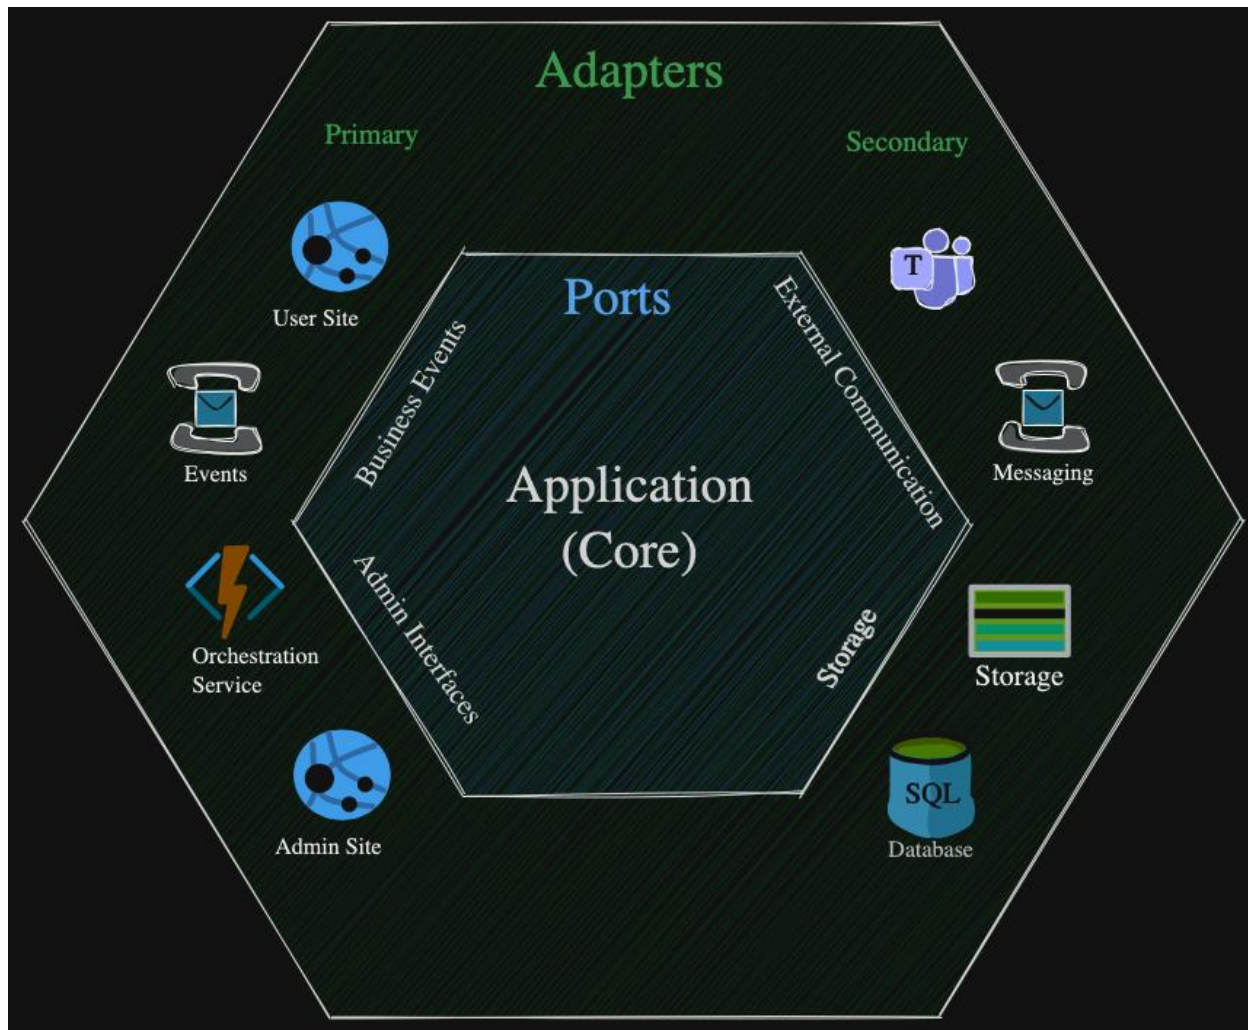 Adapters
Primary
Secondary
User Site
Ports
T
Business Events
External Communication
Events
Messaging
Application
(Core)
Orchestration
Service
Admin Interfaces
Storage
Storage
Admin Site
SQL
Database